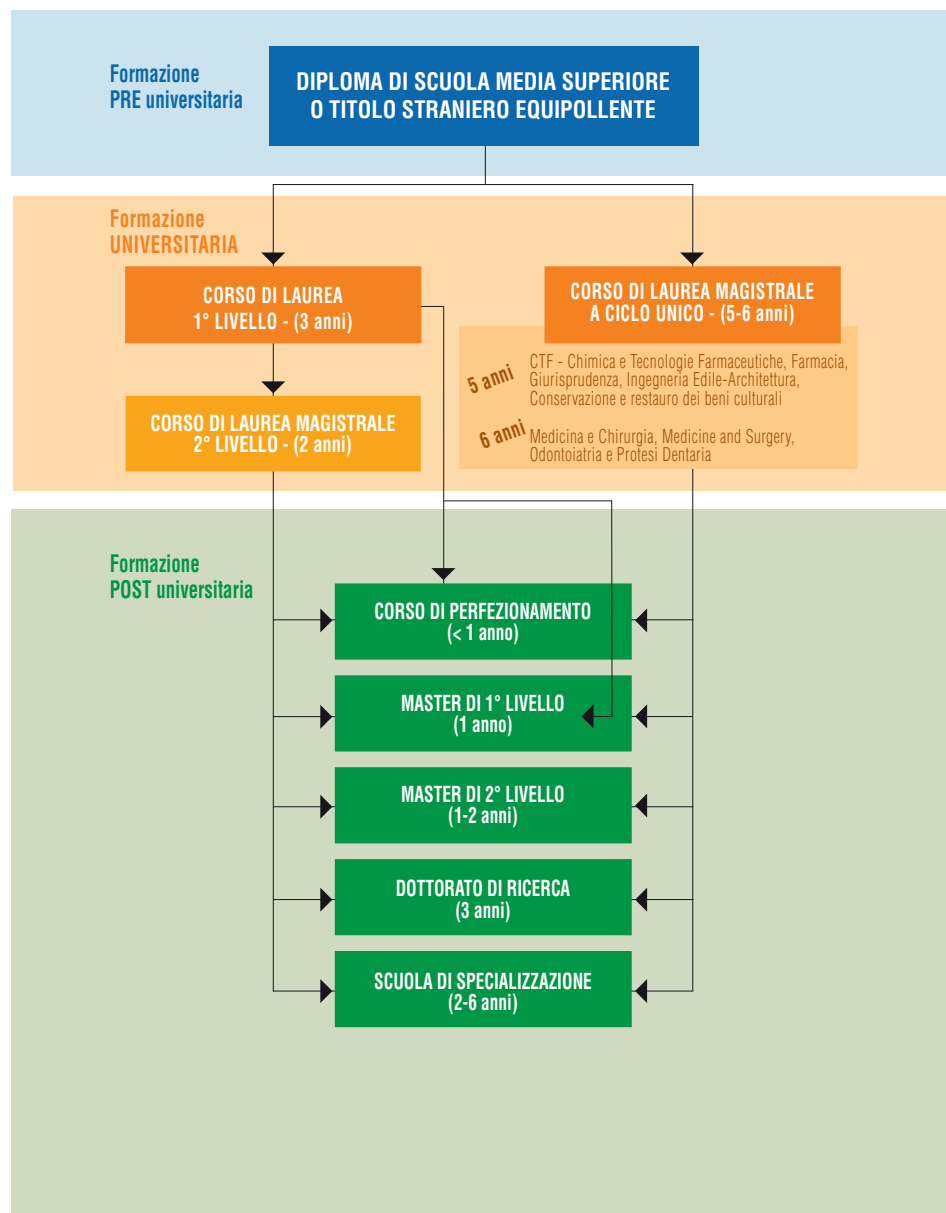 Formazione
PRE universitaria
DIPLOMA DI SCUOLA MEDIA SUPERIORE
O TITOLO STRANIERO EQUIPOLLENTE
Formazione
UNIVERSITARIA
CORSO DI LAUREA
1° LIVELLO - (3 anni)
CORSO DI LAUREA MAGISTRALE
A CICLO UNICO - (5-6 anni)
5 anni
CTF - Chimica e Tecnologie Farmaceutiche, Farmacia,
Giurisprudenza, Ingegneria Edile-Architettura,
Conservazione e restauro dei beni culturali
6 anni
Medicina e Chirurgia, Medicine and Surgery,
Odontoiatria e Protesi Dentaria
CORSO DI LAUREA MAGISTRALE
2° LIVELLO - (2 anni)
Formazione
POST universitaria
CORSO DI PERFEZIONAMENTO
(< 1 anno)
MASTER DI 1° LIVELLO
(1 anno)
MASTER DI 2° LIVELLO
(1-2 anni)
DOTTORATO DI RICERCA
(3 anni)
SCUOLA DI SPECIALIZZAZIONE
(2-6 anni)